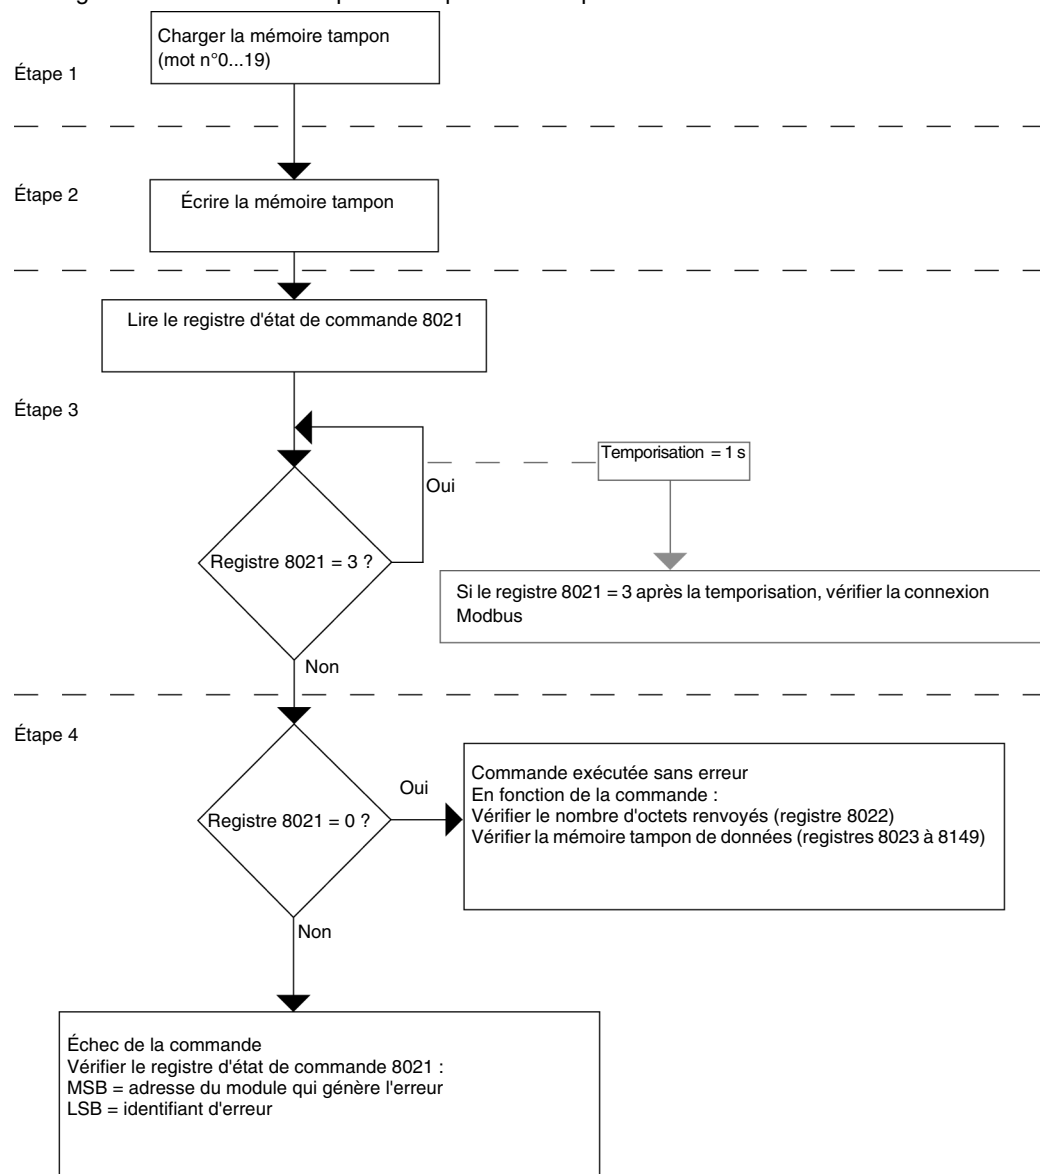 Charger la mémoire tampon
(mot n°0...19)
Étape 1
Étape 2
Écrire la mémoire tampon
Lire le registre d'état de commande 8021
Étape 3
Temporisation = 1 s
Oui
Registre 8021 = 3 ?
Si le registre 8021 = 3 après la temporisation, vérifier la connexion
Modbus
Non
Étape 4
Commande exécutée sans erreur
En fonction de la commande :
Vérifier le nombre d'octets renvoyés (registre 8022)
Vérifier la mémoire tampon de données (registres 8023 à 8149)
Oui
Registre 8021 = 0 ?
Non
Échec de la commande
Vérifier le registre d'état de commande 8021 :
MSB = adresse du module qui génère l'erreur
LSB = identifiant d'erreur